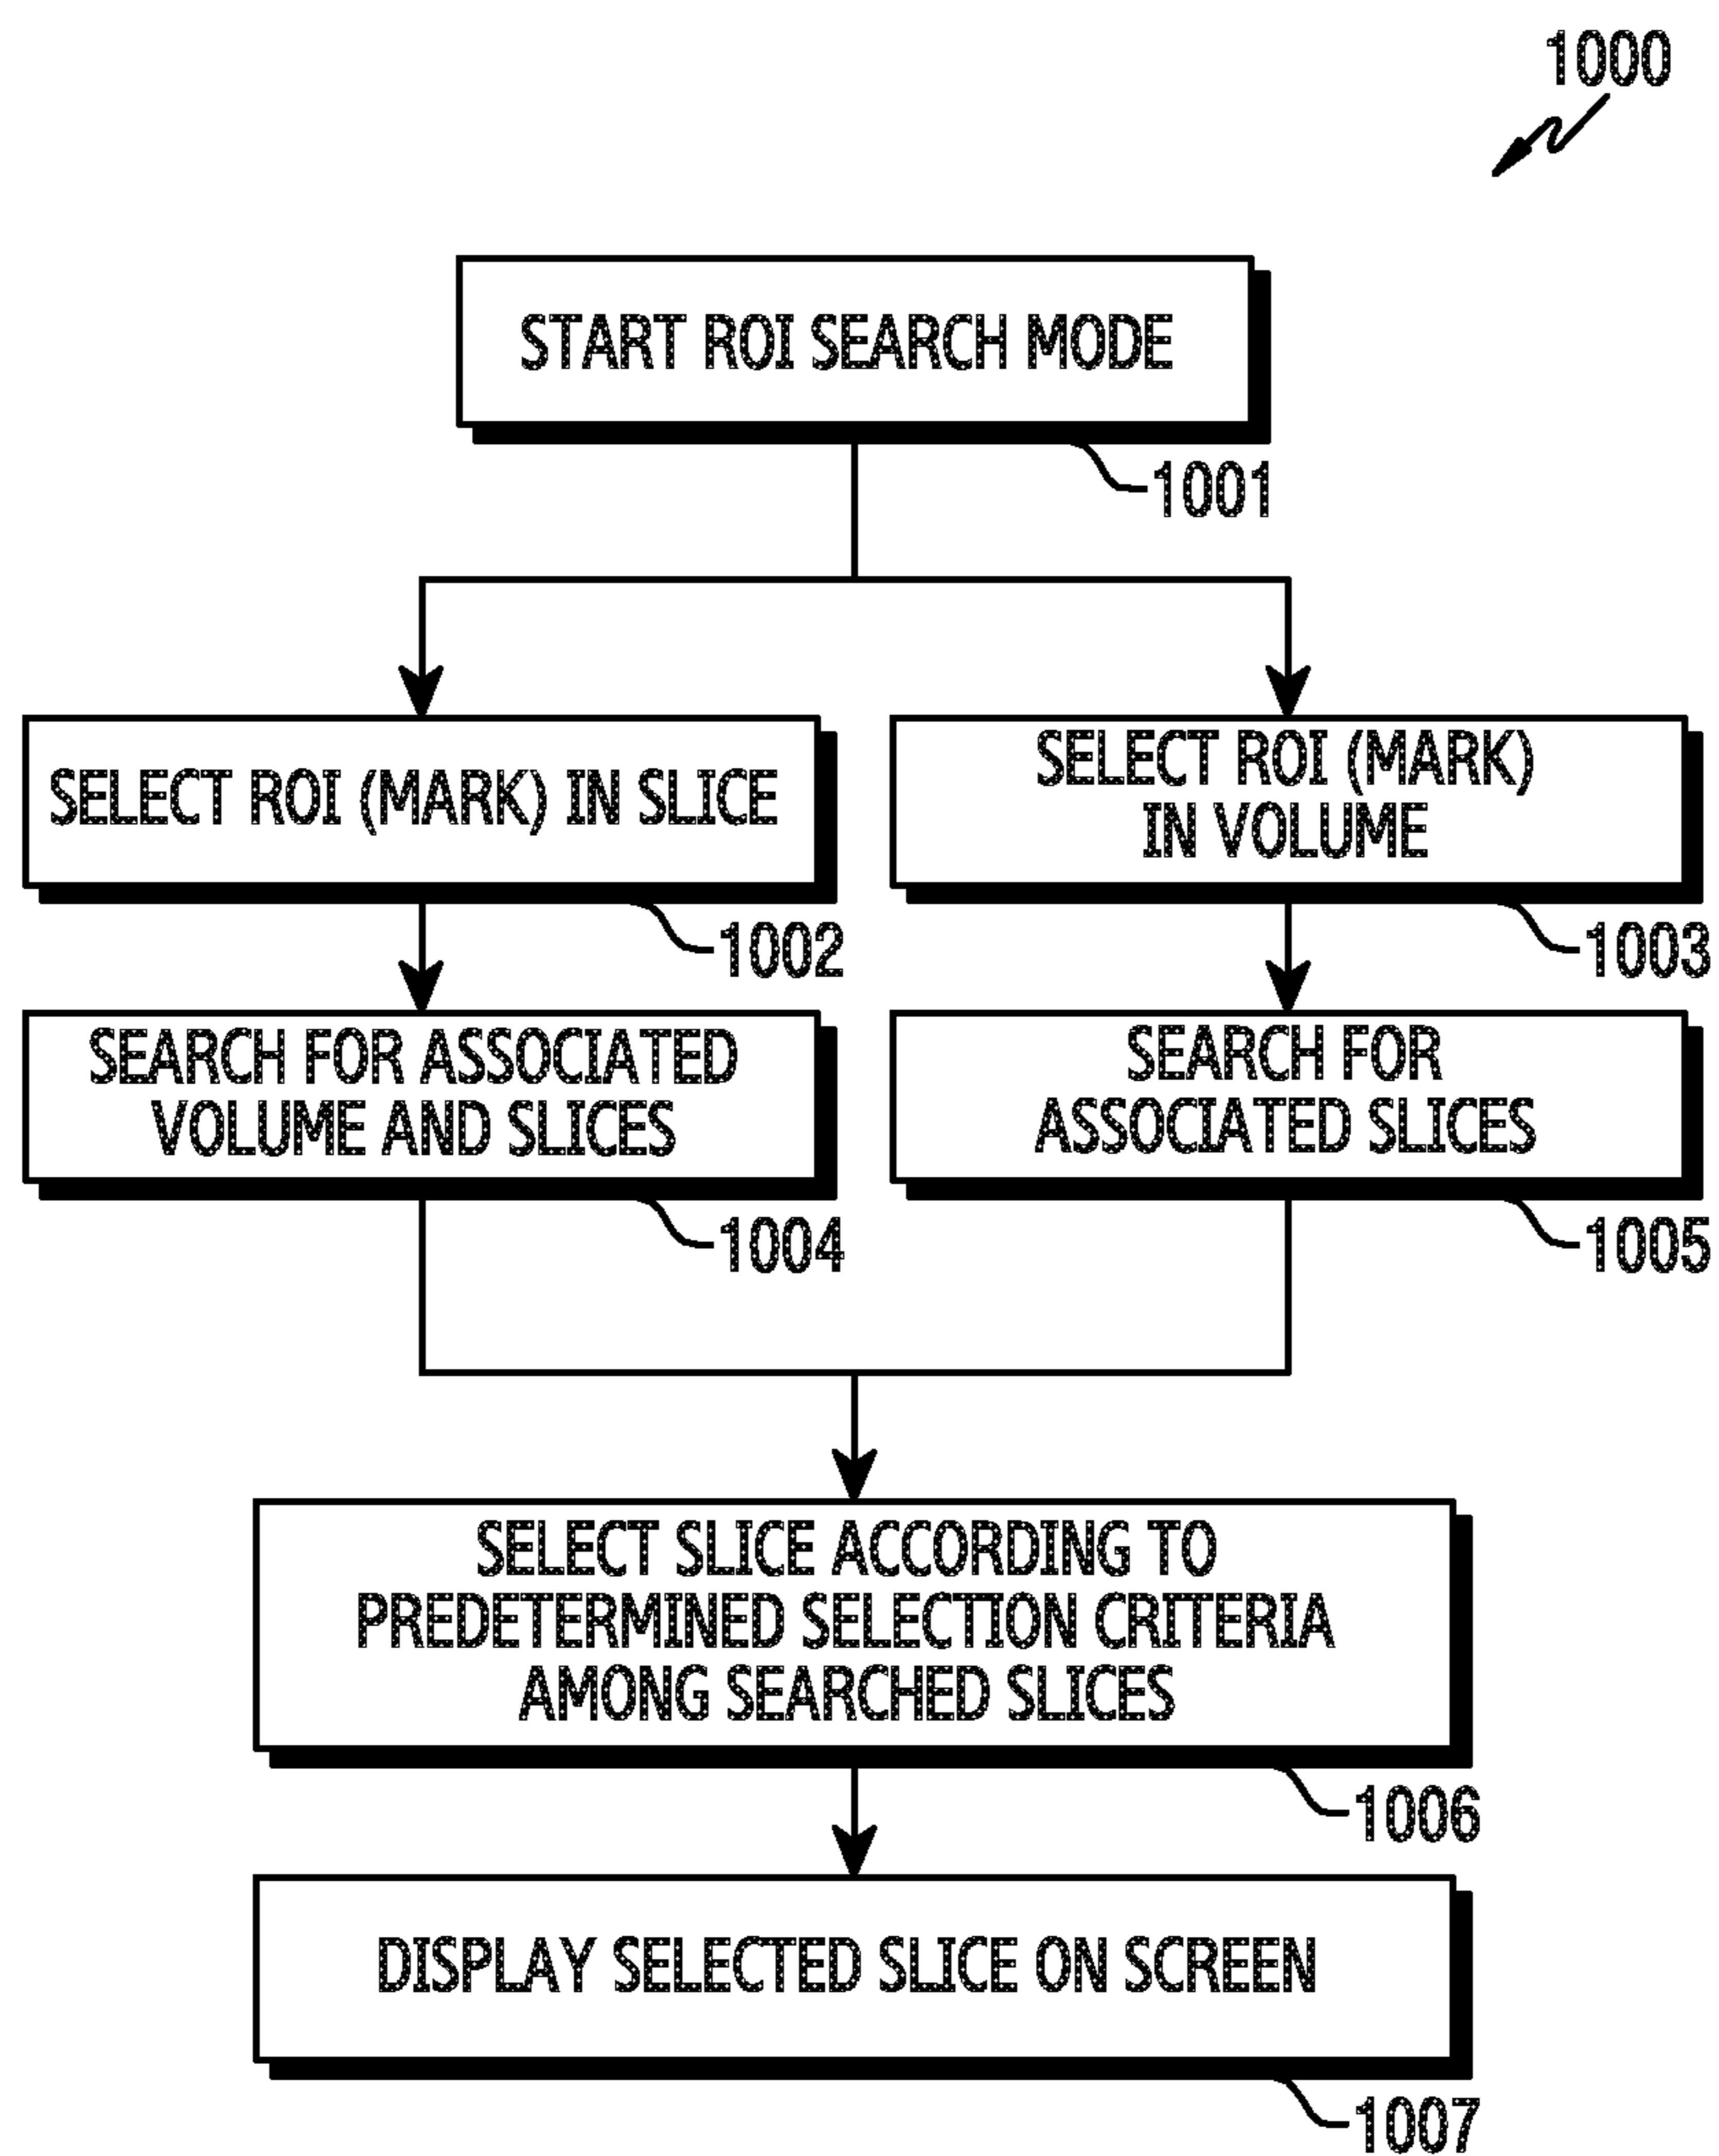 1000
START ROI SEARCH MODE
1001
SELECT ROI (MARK) IN SLICE
1002
SELECT ROI (MARK)
IN VOLUME
1003
SEARCH FOR ASSOCIATED
VOLUME AND SLICES
1004
SEARCH FOR
ASSOCIATED SLICES
1005
SELECT SLICE ACCORDING TO
PREDETERMINED SELECTION CRITERIA
AMONG SEARCHED SLICES
1006
DISPLAY SELECTED SLICE ON SCREEN
1007